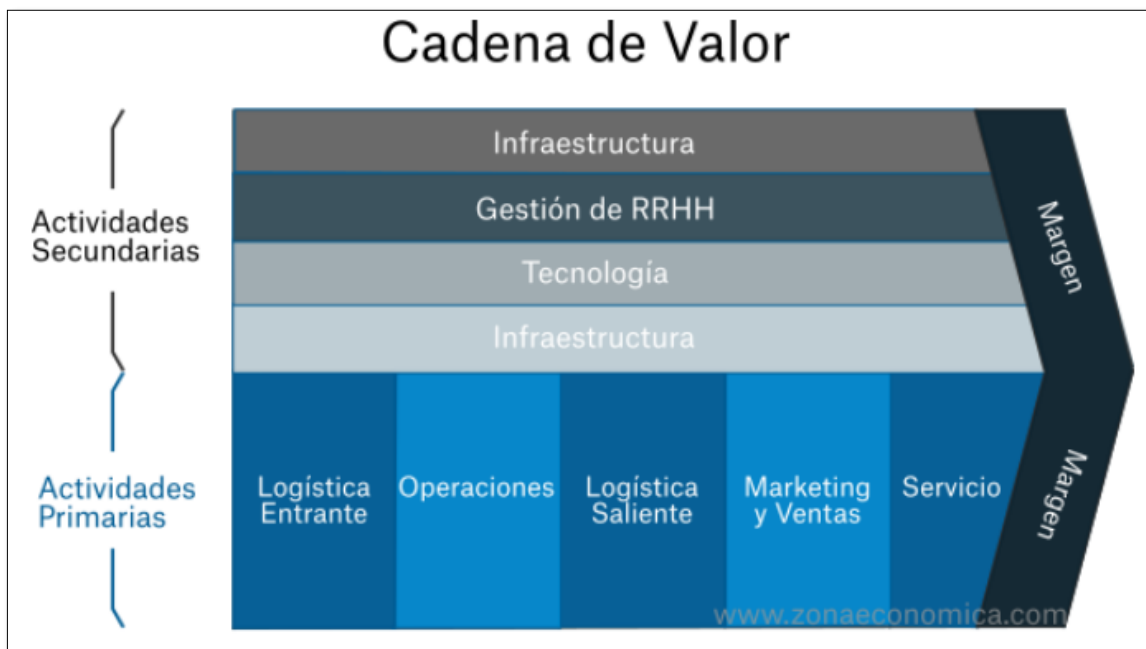 Cadena de Valor
Infraestructura
Gestión de RRHH
Tecnología
Infraestructura
Margen
Actividades
Secundarias
Actividades
Primarias
Logística
Entrante
Operaciones
Logística
Saliente
Marketing
y Ventas
Servicio
Margen
www.zonaeconomica.com